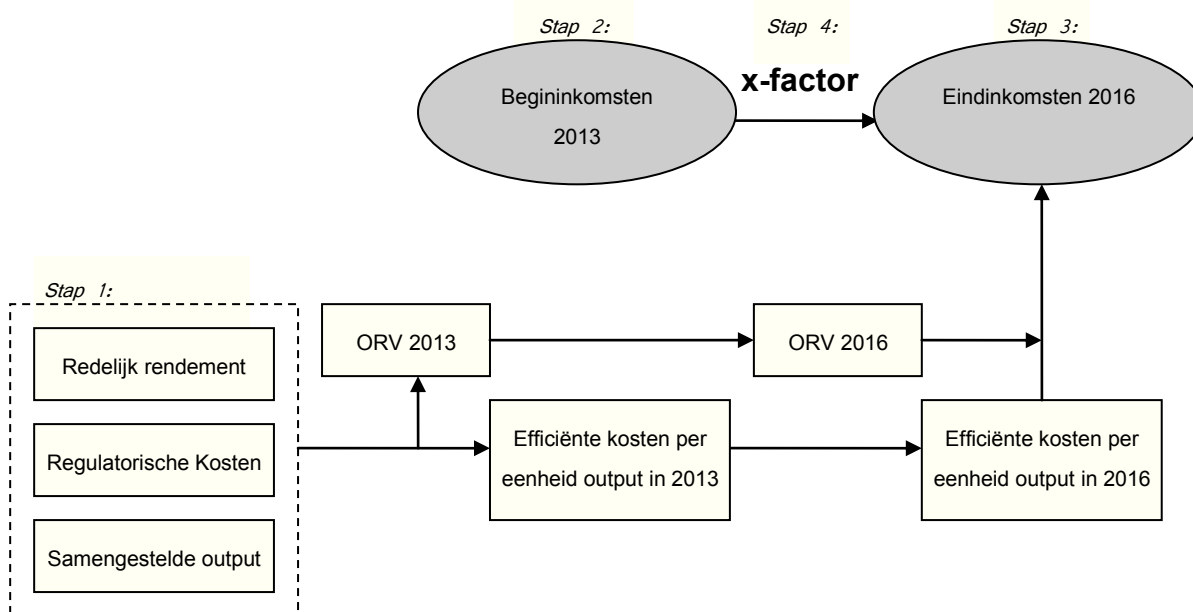 Stap 2:
Stap 4:
Stap 3:
Begininkomsten
2013
x-factor
Eindinkomsten 2016
Stap 1:
Redelijk rendement
Regulatorische Kosten
Samengestelde output
ORV 2013
ORV 2016
Efficiënte kosten per
eenheid output in 2013
Efficiënte kosten per
eenheid output in 2016